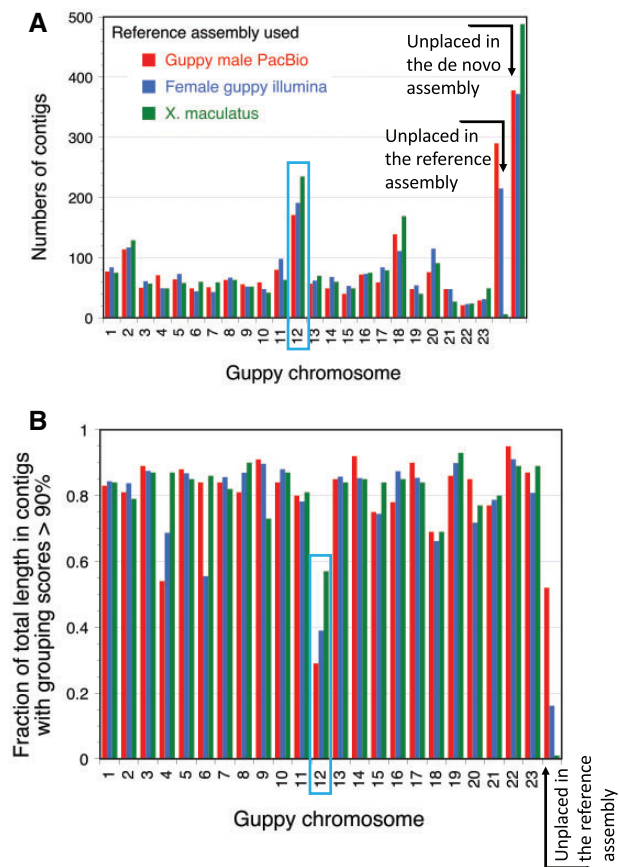 A
Reference assembly used
Guppy male PacBio
Female guppy illumina
X. maculatus
Unplaced in
the de novo
assembly
Unplaced in
the reference
assembly
Numbers of contigs
500
400
300
200
100
0
1 2 3 4 5 6 7 8 9 10 11 12 13 14 15 16 17 18 19 20 21 22 23
Guppy chromosome
B
Fraction of total length in contigs
with grouping scores > 90%
1
0.8
0.6
0.4
0.2
0
1 2 3 4 5 6 7 8 9 10 11 12 13 14 15 16 17 18 19 20 21 22 23
Guppy chromosome
Unplaced in
the reference
assembly